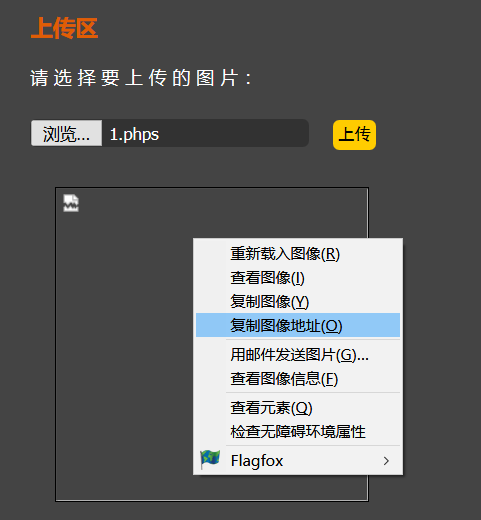 上传区
请选择要上传的图片：
浏览... 1.phps 上传
重新载入图像(R)
查看图像(I)
复制图像(Y)
复制图像地址(O)
用邮件发送图片(G)...
查看图像信息(F)
查看元素(Q)
检查无障碍环境属性
Flagfox